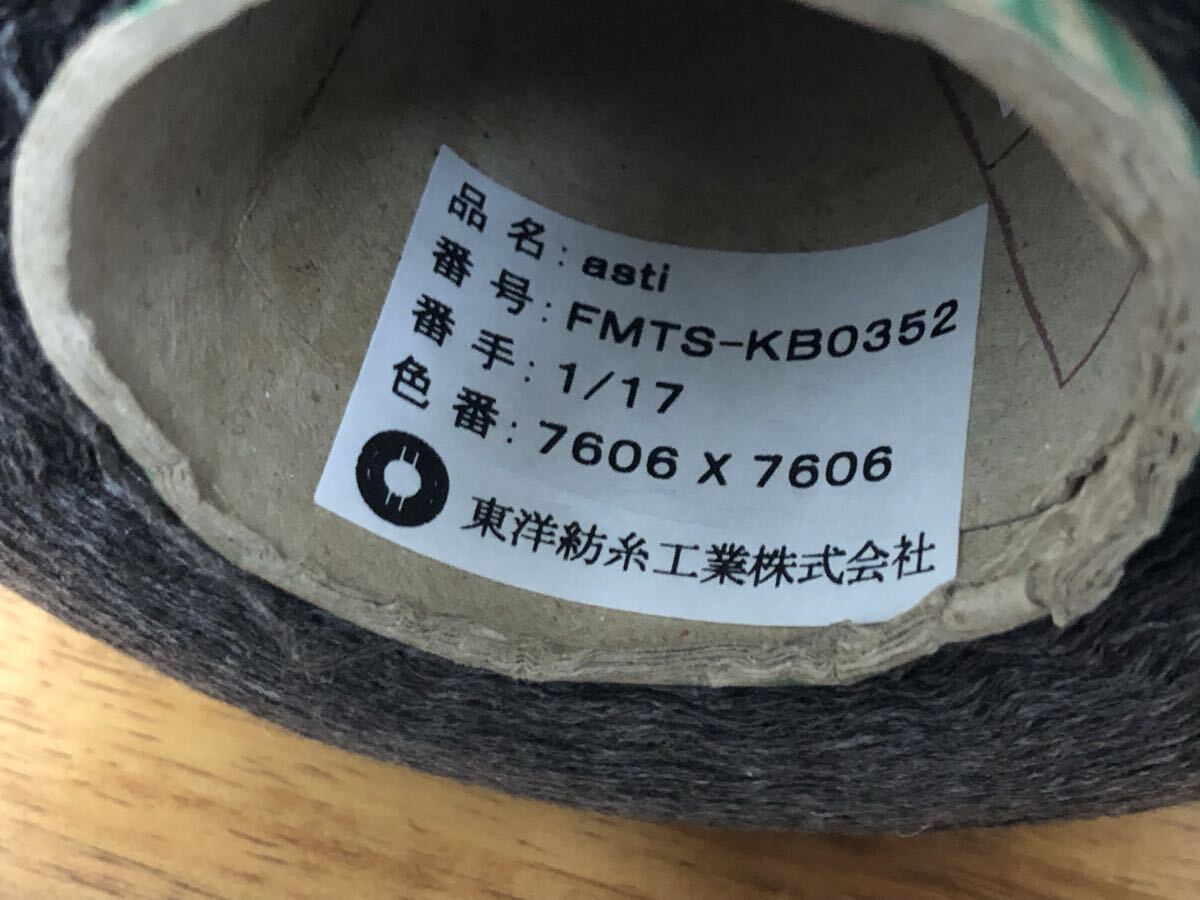 品 名: asti
番 号: FMTS-KB0352
番 手: 1/17
色 番: 7606 X 7606
東洋紡糸工業株式会社